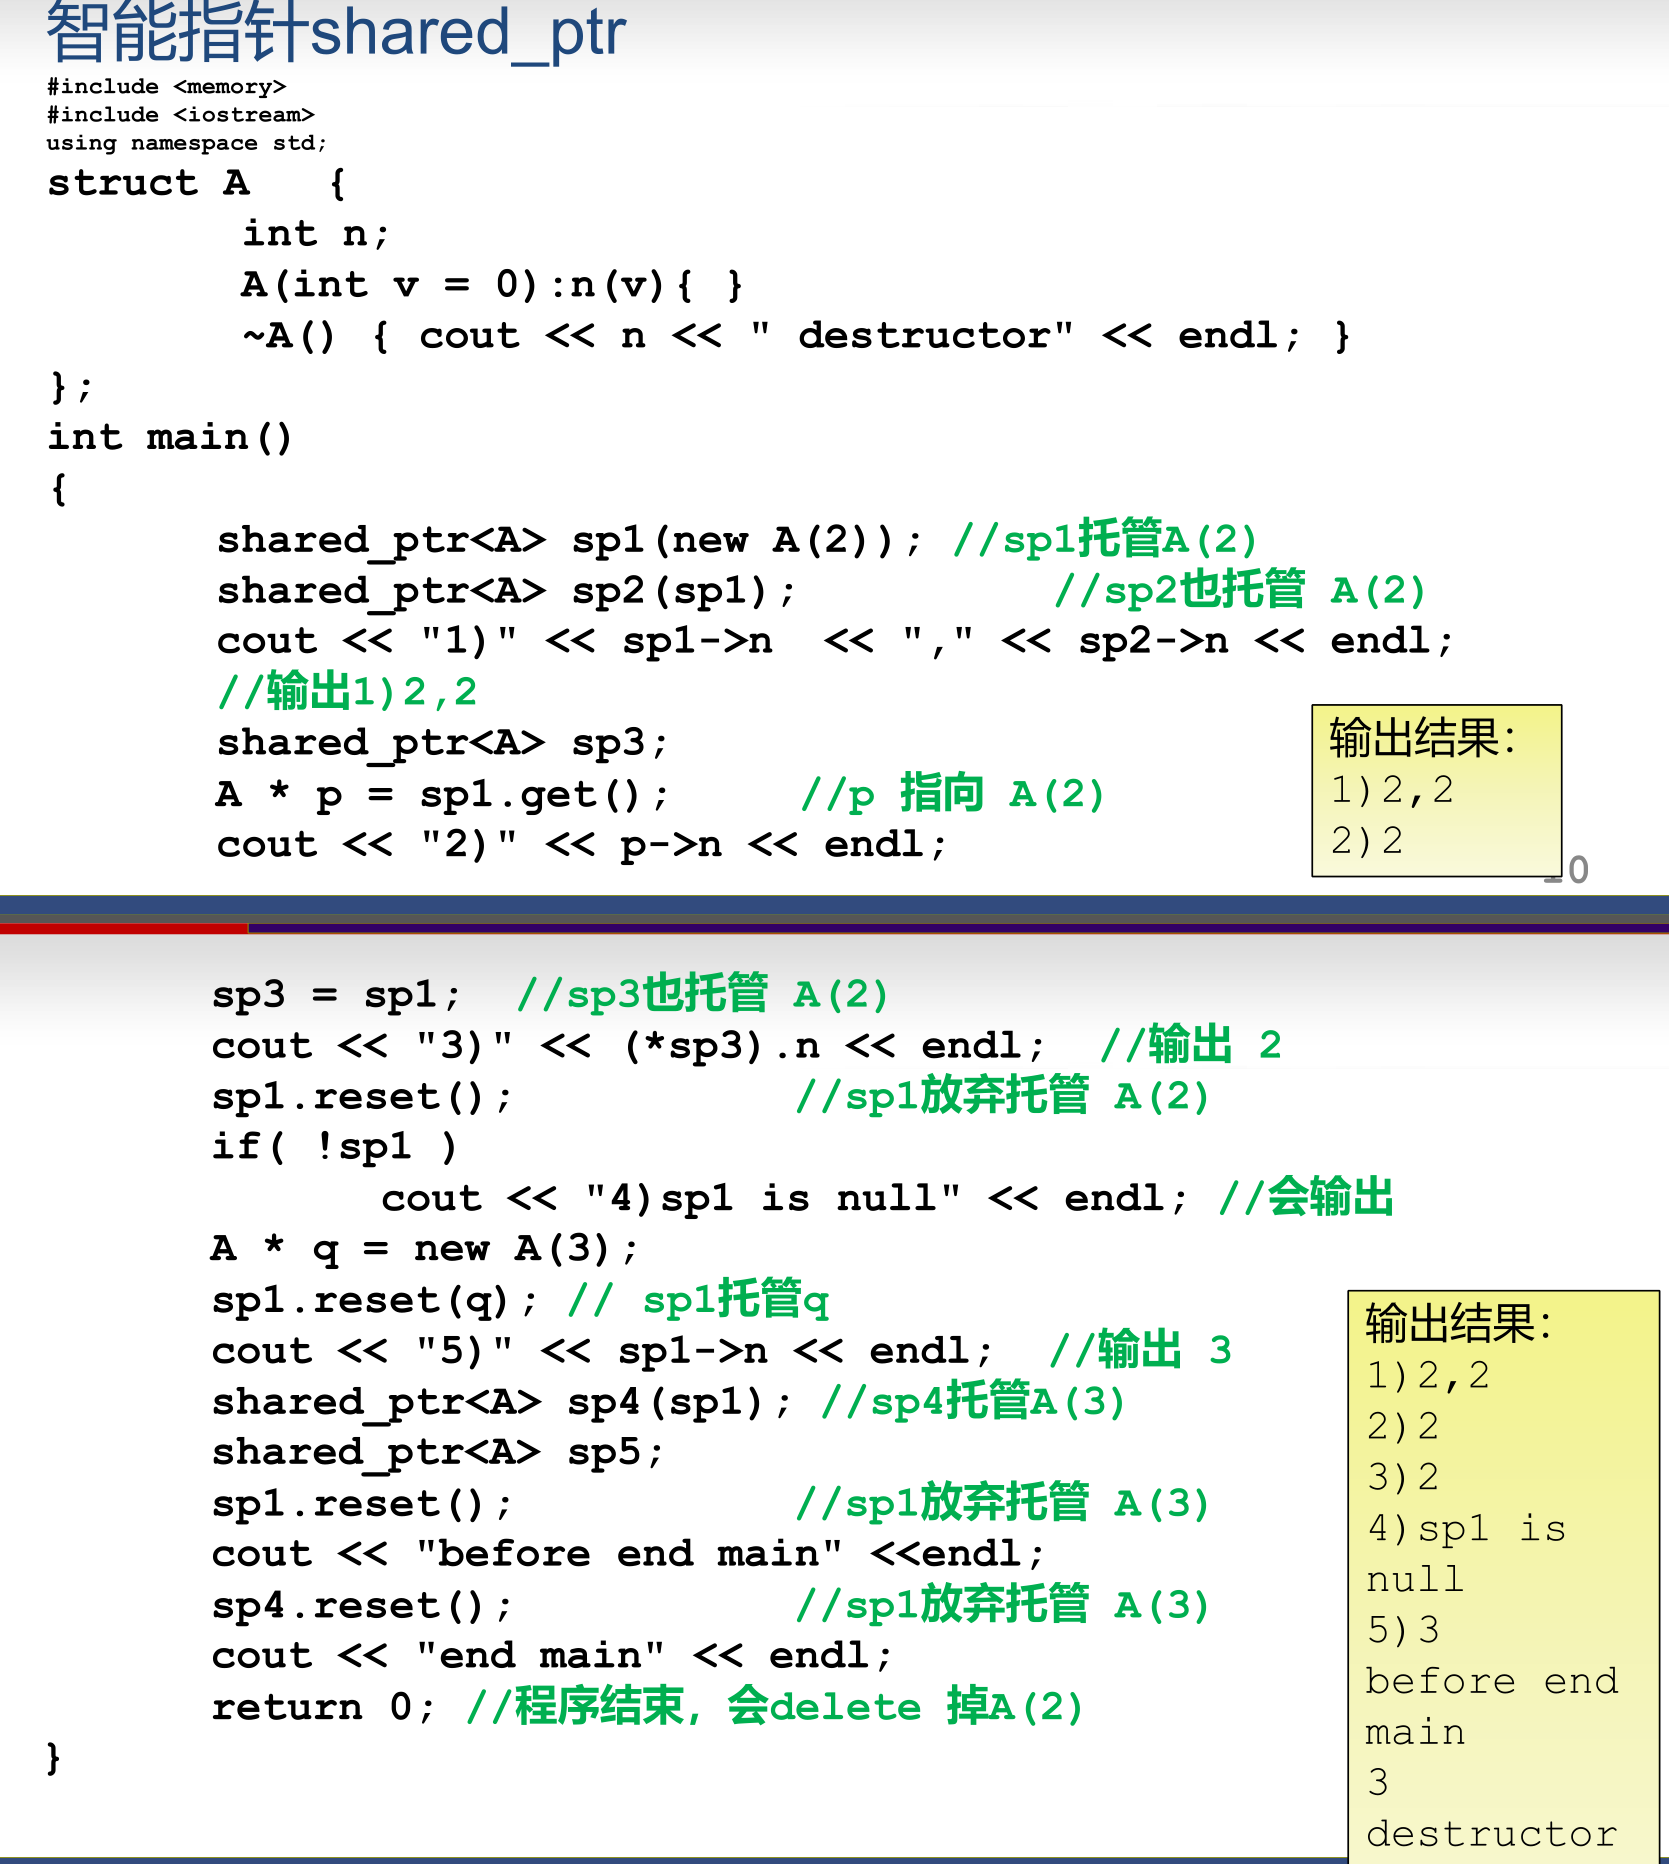 智能指针shared_ptr
#include <memory>
#include <iostream>
using namespace std;
struct A {
int n;
A(int v = 0):n(v){ }
~A() { cout << n << " destructor" << endl; }
};
int main()
{
shared_ptr<A> sp1(new A(2)); //sp1托管A(2)
shared_ptr<A> sp2(sp1); //sp2也托管 A(2)
cout << "1)" << sp1->n << "," << sp2->n << endl;
//输出1)2,2
shared_ptr<A> sp3;
A * p = sp1.get(); //p 指向 A(2)
cout << "2)" << p->n << endl;
输出结果:
1)2,2
2)2
sp3 = sp1; //sp3也托管 A(2)
cout << "3)" << (*sp3).n << endl; //输出 2
sp1.reset(); //sp1放弃托管 A(2)
if( !sp1 )
cout << "4)sp1 is null" << endl; //会输出
A * q = new A(3);
sp1.reset(q); // sp1托管q
cout << "5)" << sp1->n << endl; //输出 3
shared_ptr<A> sp4(sp1); //sp4托管A(3)
shared_ptr<A> sp5;
sp1.reset(); //sp1放弃托管 A(3)
cout << "before end main" <<endl;
sp4.reset(); //sp1放弃托管 A(3)
cout << "end main" << endl;
return 0; //程序结束, 会delete 掉A(2)
}
输出结果:
1)2,2
2)2
3)2
4)sp1 is
null
5)3
before end
main
3
destructor